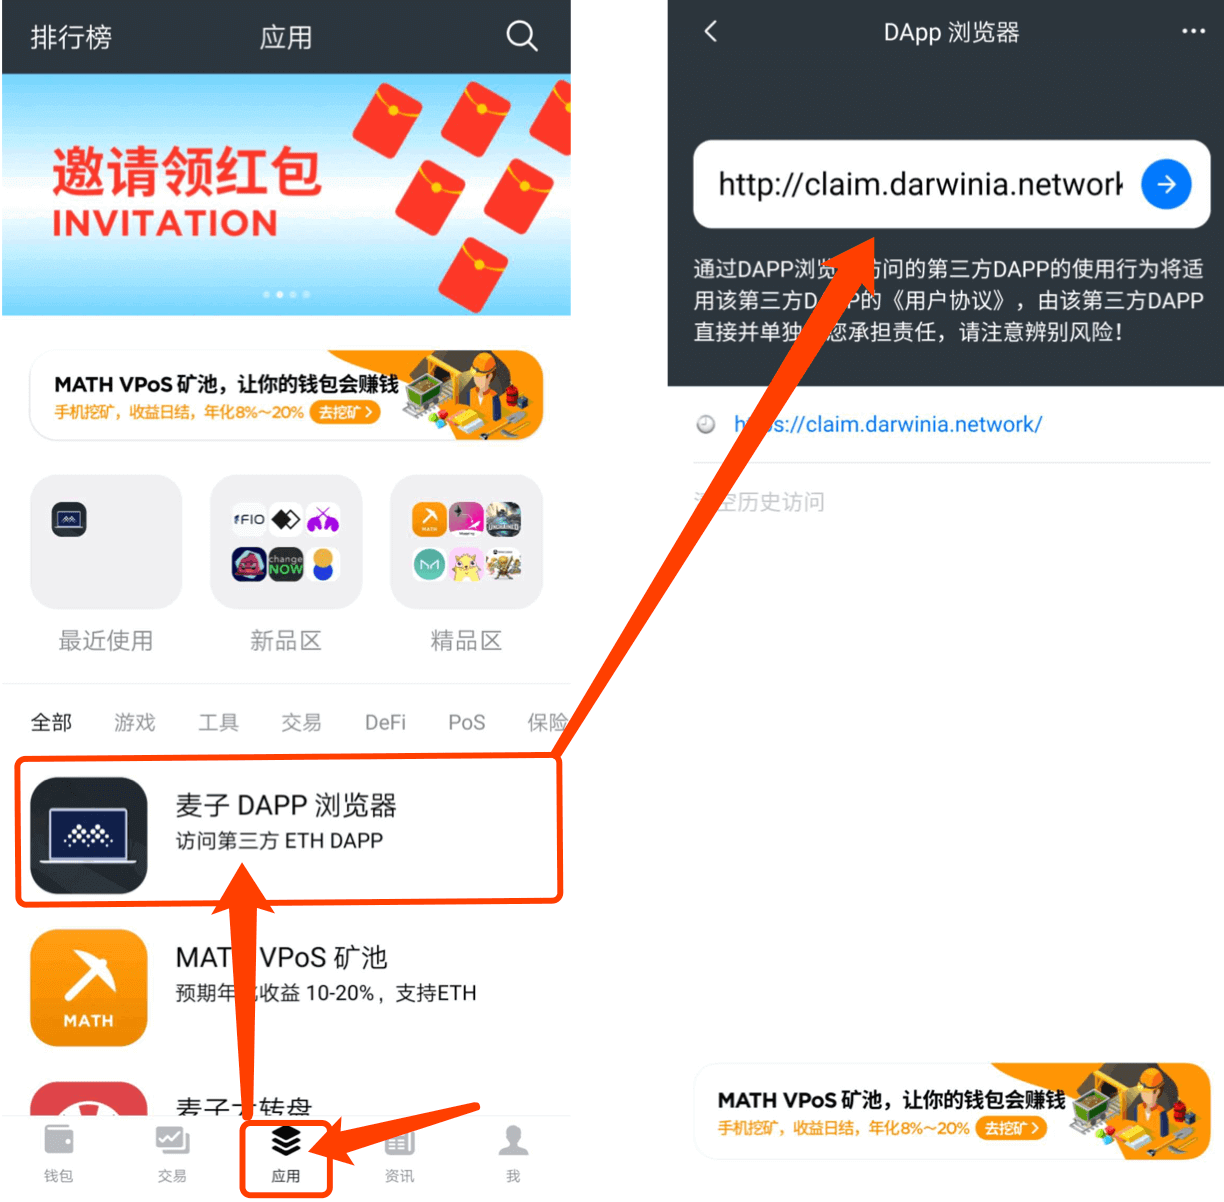 排行榜
应用
邀请领红包
INVITATION
MATH VPoS 矿池，让你的钱包会赚钱
手机挖矿，收益日结，年化8%～20%
去挖矿 >
FIO
change
NOW
MATH
UNCHAINED
最近使用
新品区
精品区
全部
游戏
工具
交易
DeFi
PoS
保险
麦子 DAPP 浏览器
访问第三方 ETH DAPP
MATH
MATH VPoS 矿池
预期年化收益 10-20%，支持ETH
麦子大转盘
钱包
交易
应用
资讯
我
DApp 浏览器
http://claim.darwinia.network
通过DAPP浏览 访问的第三方DAPP的使用行为将适
用该第三方DAPP的《用户协议》，由该第三方DAPP
直接并单独 您承担责任，请注意辨别风险！
https://claim.darwinia.network/
清空历史访问
MATH VPoS 矿池，让你的钱包会赚钱
手机挖矿，收益日结，年化8%～20%
去挖矿 >